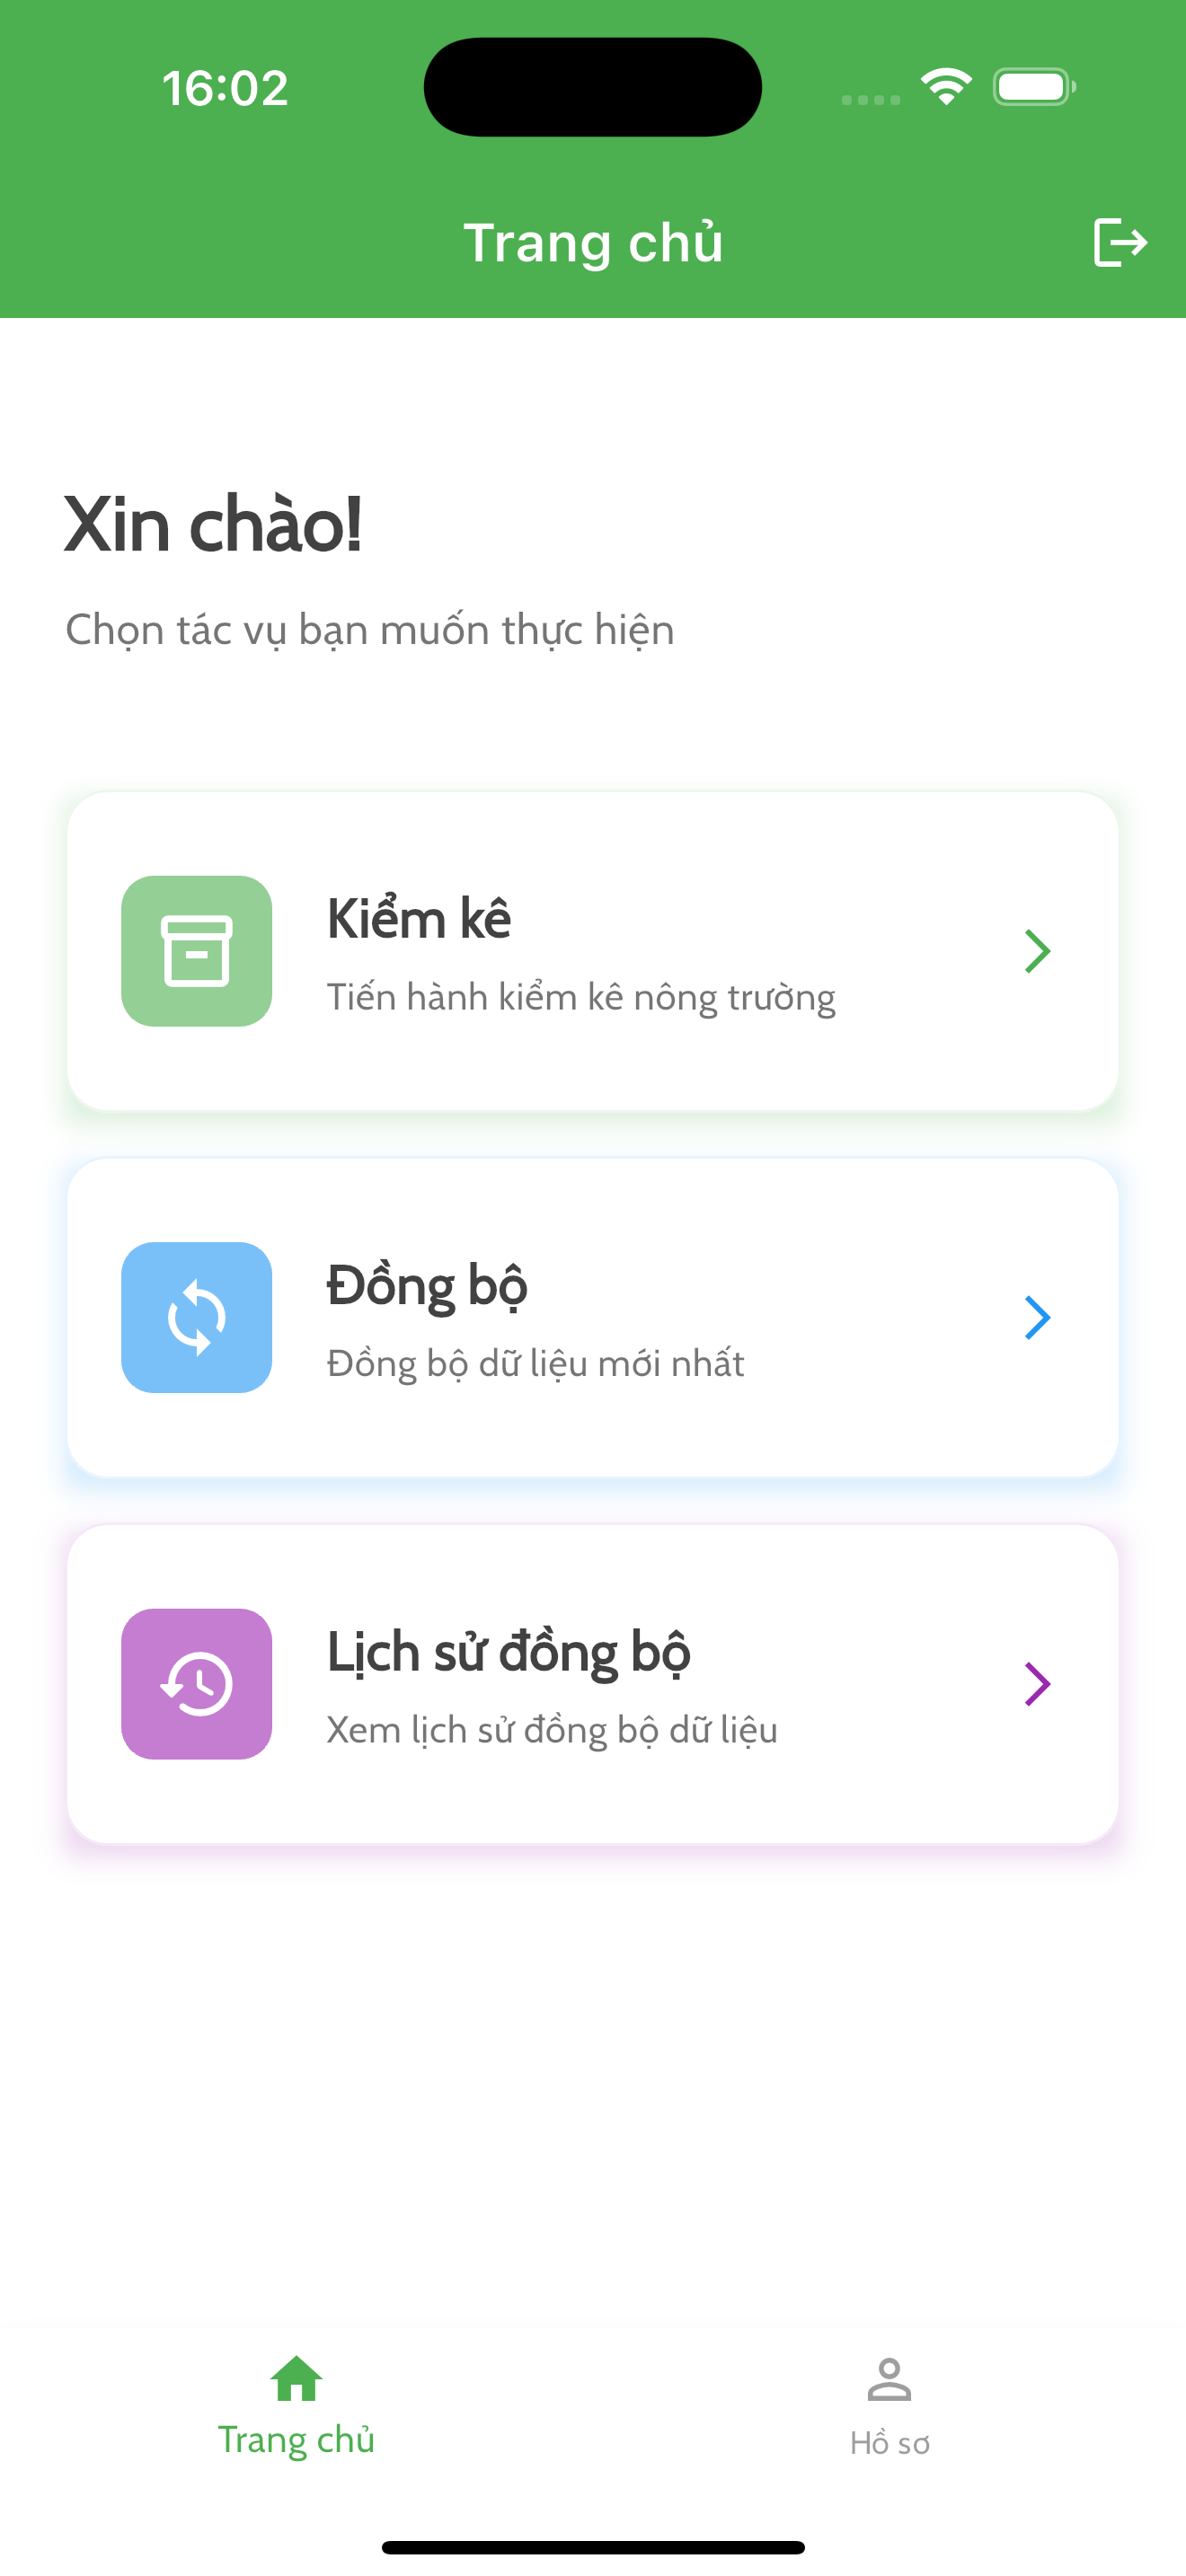 16:02
Trang chủ
Xin chào!
Chọn tác vụ bạn muốn thực hiện
Kiểm kê
Tiến hành kiểm kê nông trường
Đồng bộ
Đồng bộ dữ liệu mới nhất
Lịch sử đồng bộ
Xem lịch sử đồng bộ dữ liệu
Trang chủ
Hồ sơ